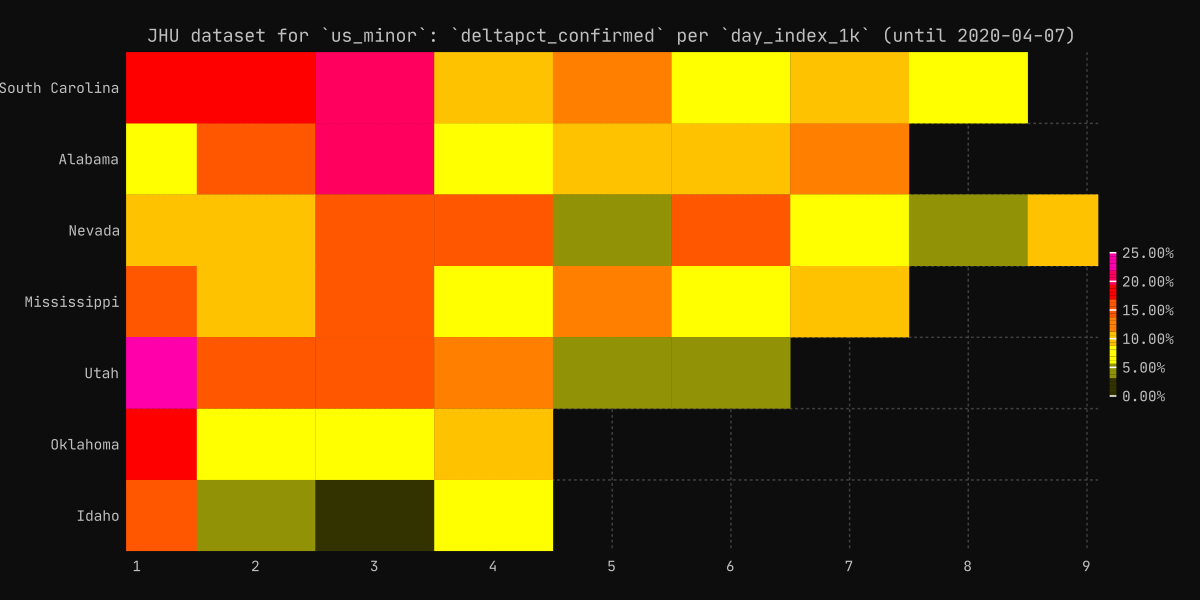 JHU dataset for `us_minor`: `deltapct_confirmed` per `day_index_1k` (until 2020-04-07)
South Carolina
Alabama
Nevada
Mississippi
Utah
Oklahoma
Idaho
1 2 3 4 5 6 7 8 9
25.00%
20.00%
15.00%
10.00%
5.00%
0.00%